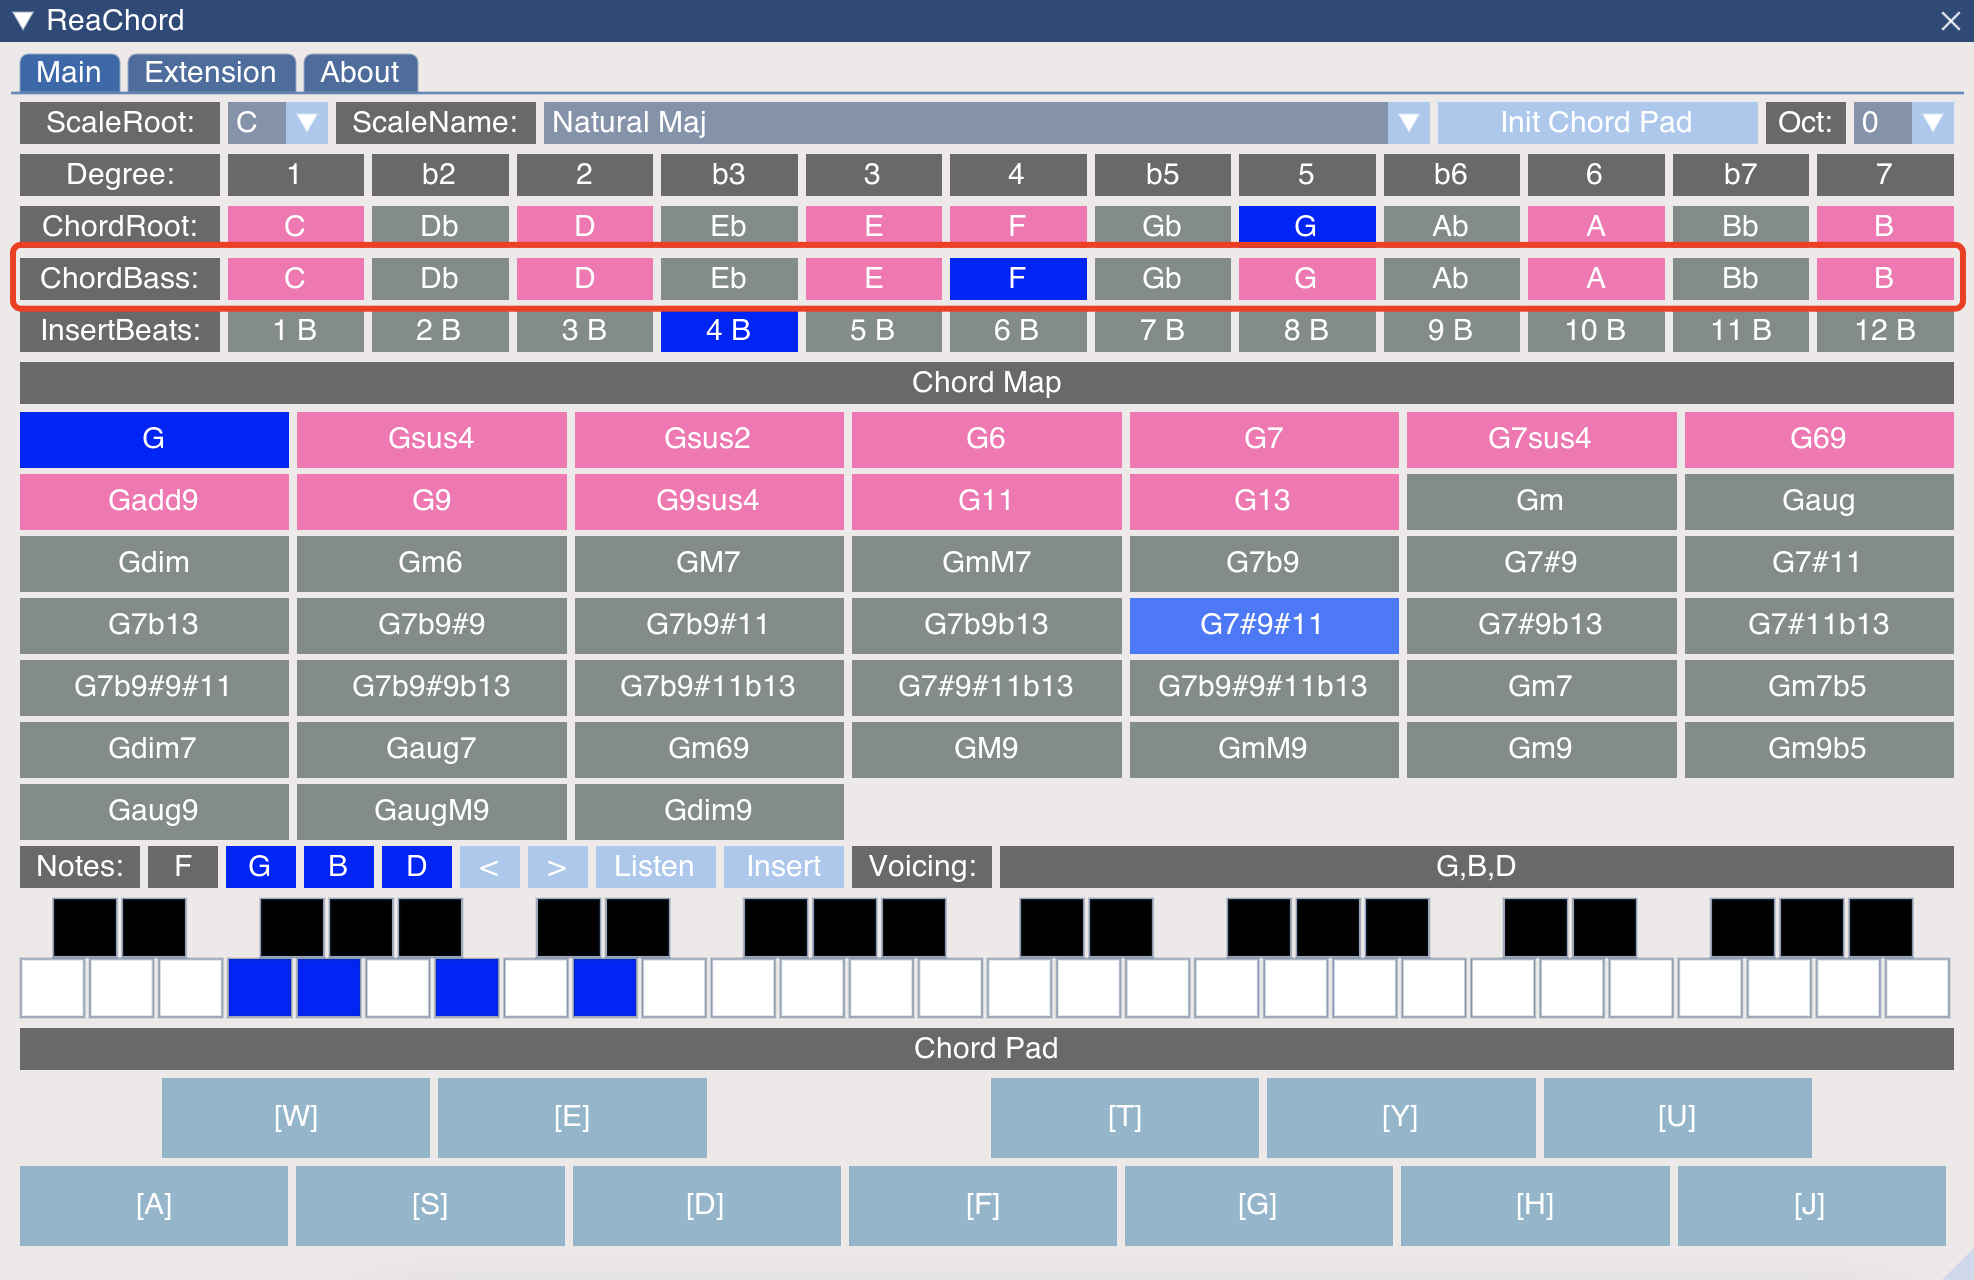 ReaChord
Main Extension About
ScaleRoot: C ScaleName: Natural Maj Init Chord Pad Oct: 0
Degree: 1 b2 2 b3 3 4 b5 5 b6 6 b7 7
ChordRoot: C Db D Eb E F Gb G Ab A Bb B
ChordBass: C Db D Eb E F Gb G Ab A Bb B
InsertBeats: 1 B 2 B 3 B 4 B 5 B 6 B 7 B 8 B 9 B 10 B 11 B 12 B
Chord Map
G Gsus4 Gsus2 G6 G7 G7sus4 G69
Gadd9 G9 G9sus4 G11 G13 Gm Gaug
Gdim Gm6 GM7 GmM7 G7b9 G7#9 G7#11
G7b13 G7b9#9 G7b9#11 G7b9b13 G7#9#11 G7#9b13 G7#11b13
G7b9#9#11 G7b9#9b13 G7b9#11b13 G7#9#11b13 G7b9#9#11b13 Gm7 Gm7b5
Gdim7 Gaug7 Gm69 GM9 GmM9 Gm9 Gm9b5
Gaug9 GaugM9 Gdim9
Notes: F G B D < > Listen Insert Voicing: G,B,D
Chord Pad
[W] [E] [T] [Y] [U]
[A] [S] [D] [F] [G] [H] [J]